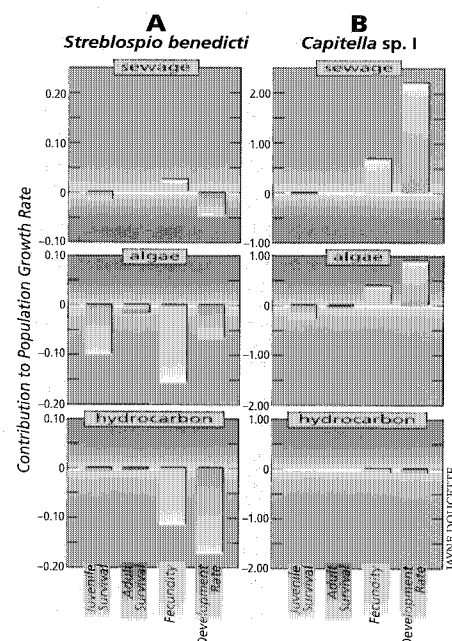 A
B
Streblospio benedicti
Capitella sp. I
sewage
sewage
0.20
0.10
0
-0.10
2.00
1.00
0
-1.00
algae
algae
0.10
0
-0.10
-0.20
1.00
0
-1.00
-2.00
hydrocarbon
hydrocarbon
0.10
0
-0.10
-0.20
1.00
0
-1.00
-2.00
Contribution to Population Growth Rate
Juvenile
Survival
Adult
Survival
Fecundity
Development
Rate
Juvenile
Survival
Adult
Survival
Fecundity
Development
Rate
JAYNE DOUCETTE